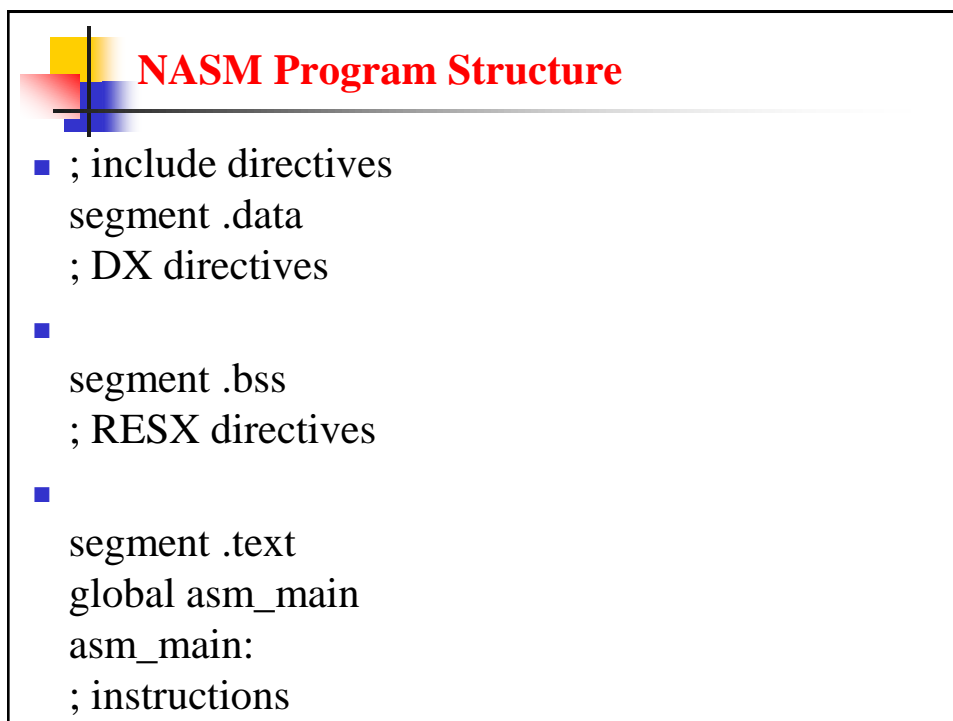 NASM Program Structure
; include directives
segment .data
; DX directives
segment .bss
; RESX directives
segment .text
global asm_main
asm_main:
; instructions